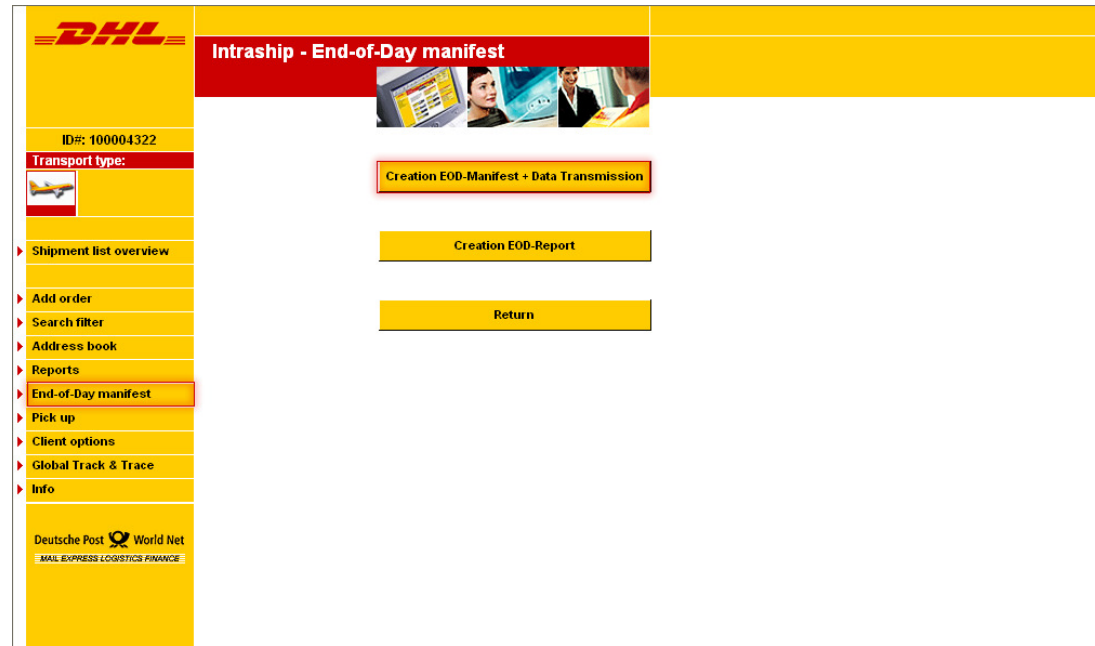 DHL
Intraship - End-of-Day manifest
ID#: 100004322
Transport type:
Creation EOD-Manifest + Data Transmission
Shipment list overview
Creation EOD-Report
Add order
Search filter
Return
Address book
Reports
End-of-Day manifest
Pick up
Client options
Global Track & Trace
Info
Deutsche Post World Net
MAIL EXPRESS LOGISTICS FINANCE